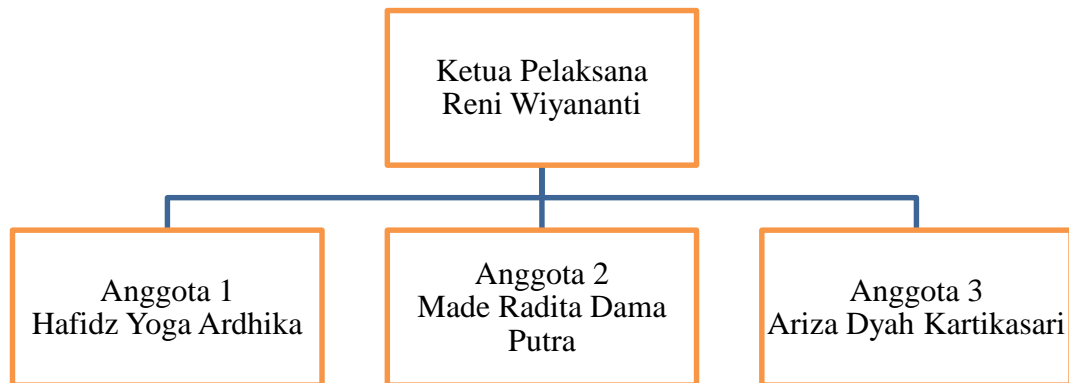 Ketua Pelaksana
Reni Wiyananti
Anggota 1
Hafidz Yoga Ardhika
Anggota 2
Made Radita Dama
Putra
Anggota 3
Ariza Dyah Kartikasari